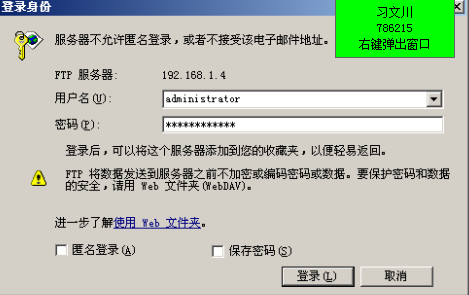 登录身份
习文川
786215
右键弹出窗口
服务器不允许匿名登录，或者不接受该电子邮件地址。
FTP 服务器: 192.168.1.4
用户名(U): administrator
密码(P): ************
登录后，可以将这个服务器添加到您的收藏夹，以便轻易返回。
FTP 将数据发送到服务器之前不加密或编码密码或数据。要保护密码和数据
的安全，请用 Web 文件夹(WebDAV)。
进一步了解使用 Web 文件夹。
匿名登录(A) 保存密码(S)
登录(L) 取消